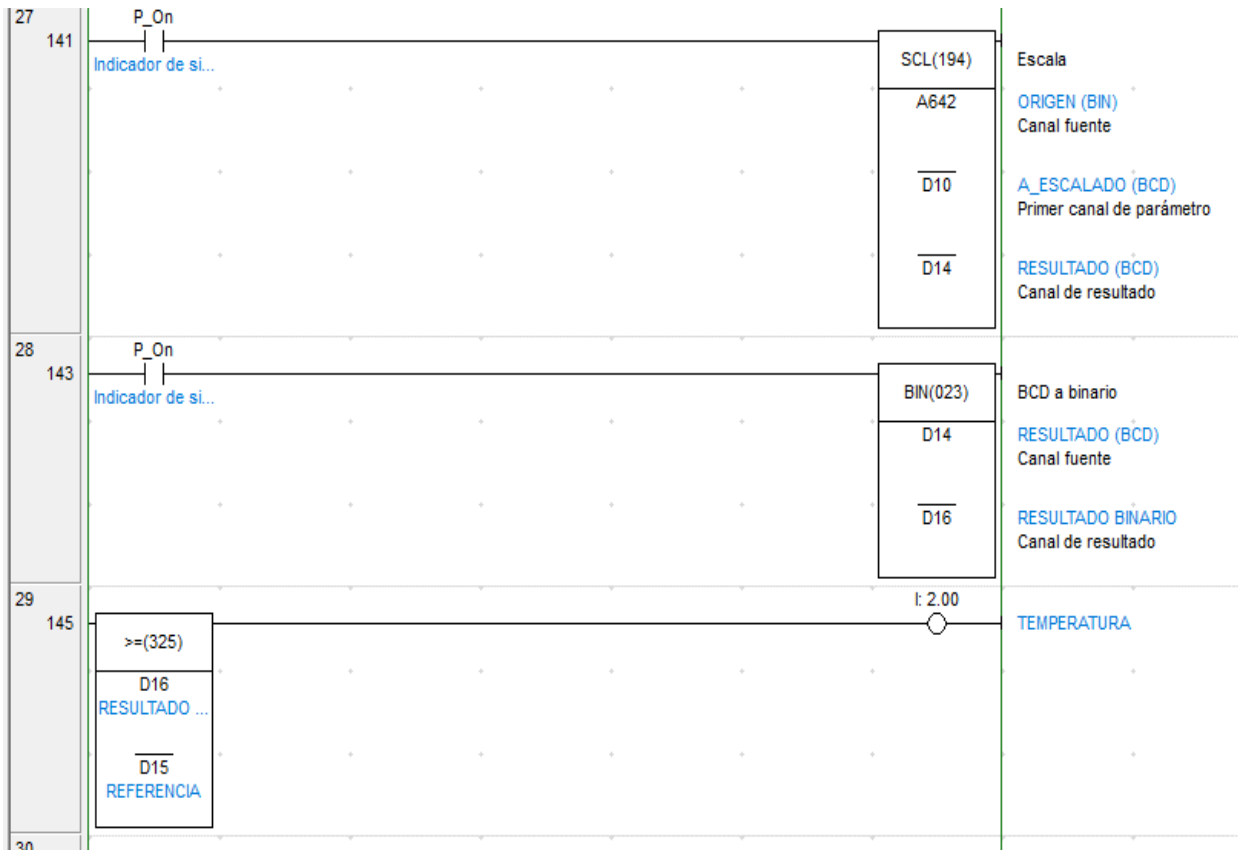 27
P_On
141
Indicador de si...
SCL(194)
Escala
A642
ORIGEN (BIN)
Canal fuente
D10
A_ESCALADO (BCD)
Primer canal de parámetro
D14
RESULTADO (BCD)
Canal de resultado
28
P_On
143
Indicador de si...
BIN(023)
BCD a binario
D14
RESULTADO (BCD)
Canal fuente
D16
RESULTADO BINARIO
Canal de resultado
29
I: 2.00
145
TEMPERATURA
>=(325)
D16
RESULTADO ...
D15
REFERENCIA
30